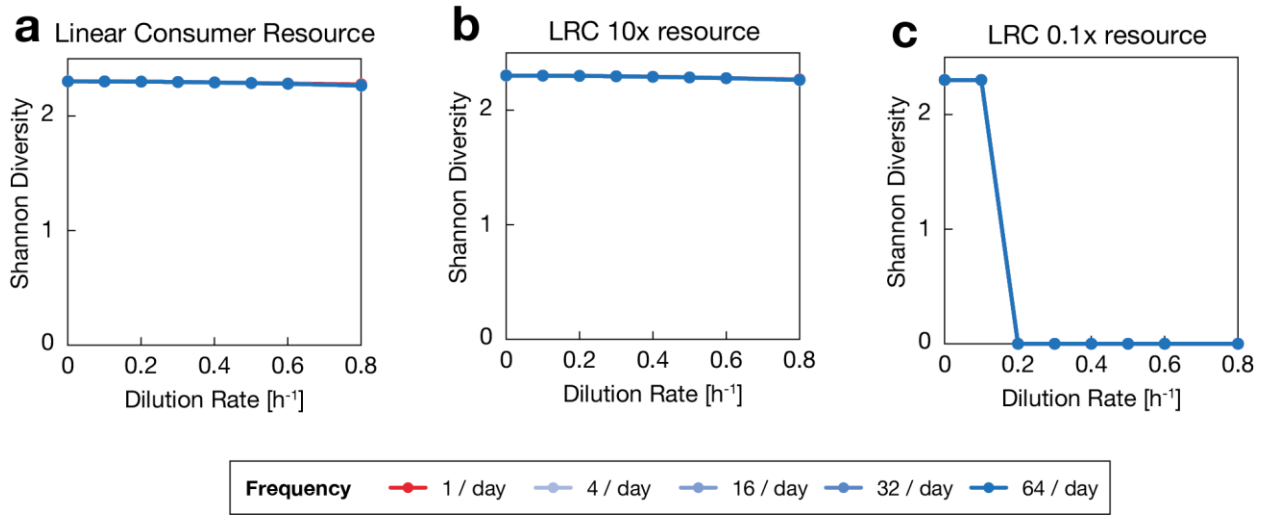 a Linear Consumer Resource
Shannon Diversity
2
1
0
0 0.2 0.4 0.6 0.8
Dilution Rate [h⁻¹]
b LRC 10x resource
Shannon Diversity
2
1
0
0 0.2 0.4 0.6 0.8
Dilution Rate [h⁻¹]
c LRC 0.1x resource
Shannon Diversity
2
1
0
0 0.2 0.4 0.6 0.8
Dilution Rate [h⁻¹]
Frequency 1 / day 4 / day 16 / day 32 / day 64 / day